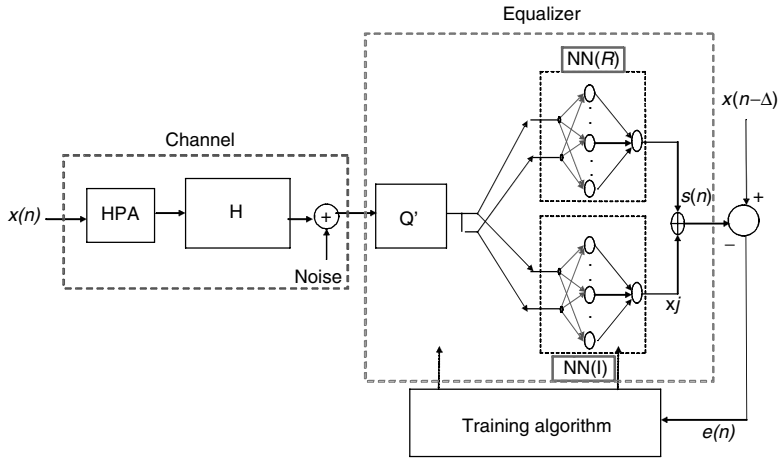 Equalizer
NN(R)
x(n–Δ)
Channel
+
x(n)
HPA
H
+
Noise
Q'
s(n)
–
xj
NN(I)
Training algorithm
e(n)